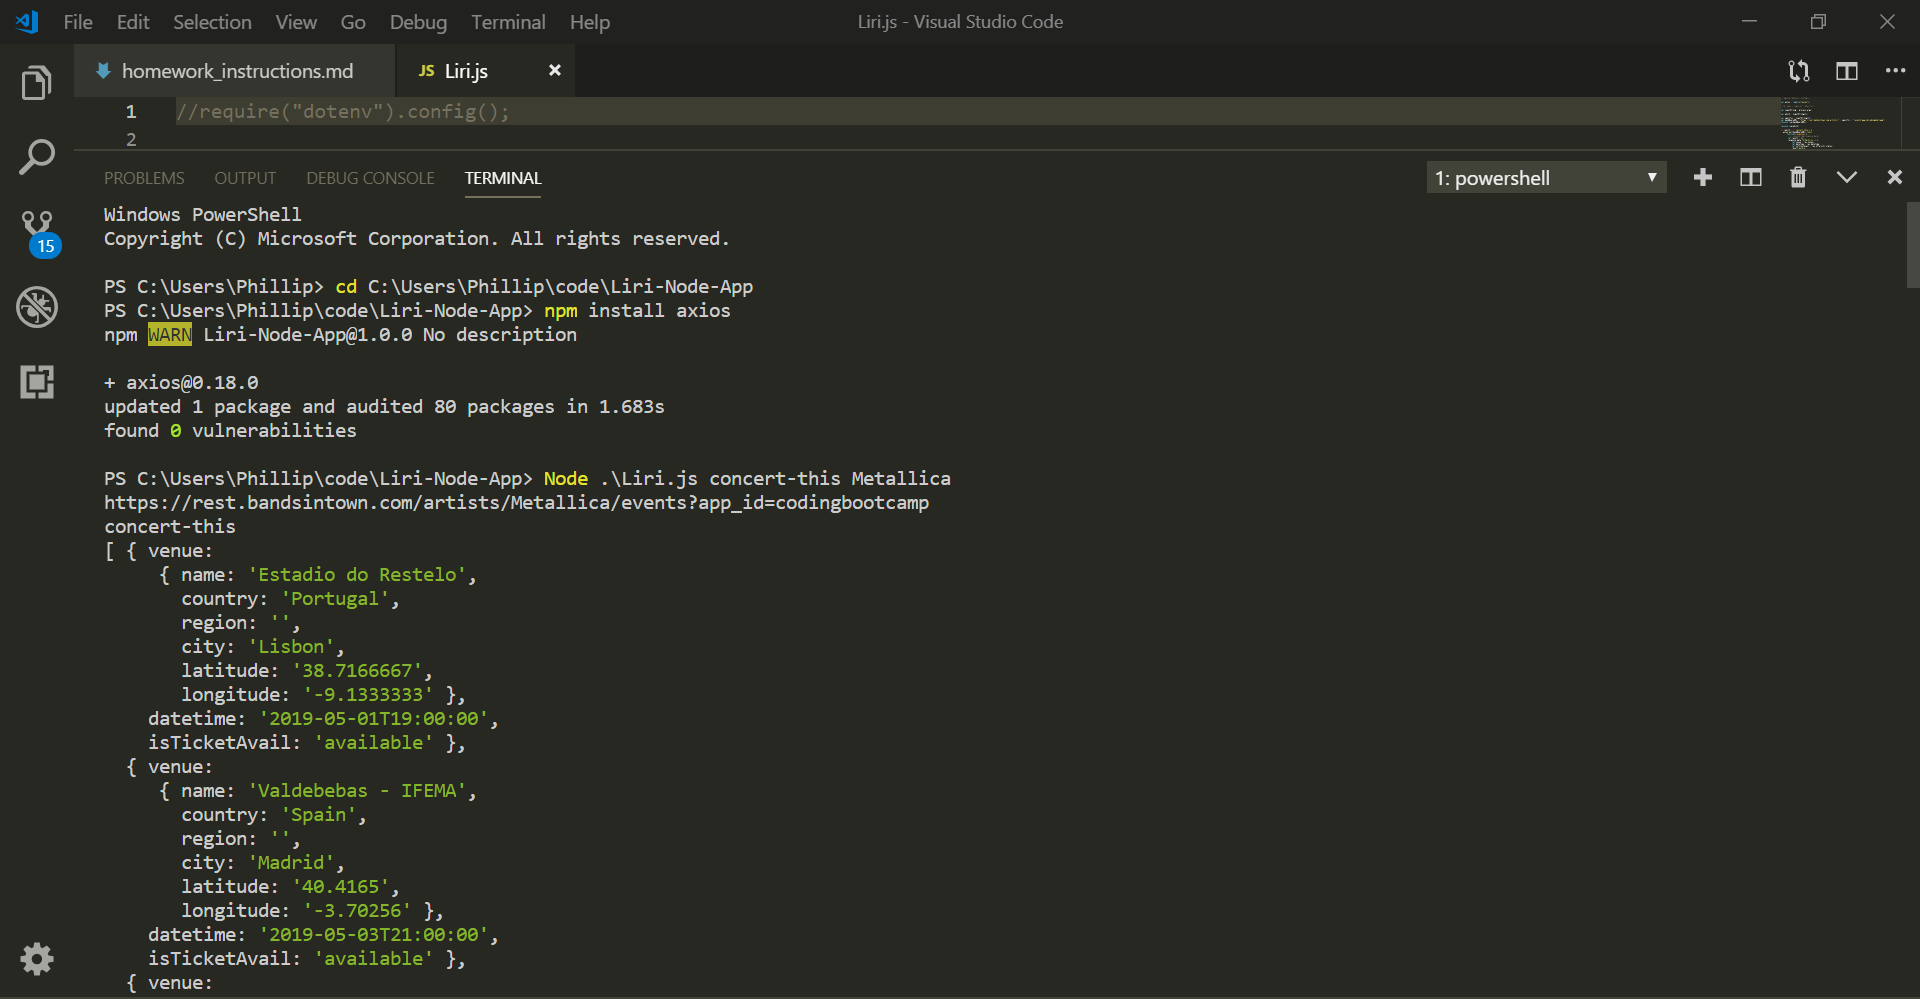 File Edit Selection View Go Debug Terminal Help
Liri.js - Visual Studio Code
homework_instructions.md
JS Liri.js
1 //require("dotenv").config();
2
PROBLEMS OUTPUT DEBUG CONSOLE TERMINAL
1: powershell
15
Windows PowerShell
Copyright (C) Microsoft Corporation. All rights reserved.
PS C:\Users\Phillip> cd C:\Users\Phillip\code\Liri-Node-App
PS C:\Users\Phillip\code\Liri-Node-App> npm install axios
npm WARN Liri-Node-App@1.0.0 No description
+ axios@0.18.0
updated 1 package and audited 80 packages in 1.683s
found 0 vulnerabilities
PS C:\Users\Phillip\code\Liri-Node-App> Node .\Liri.js concert-this Metallica
https://rest.bandsintown.com/artists/Metallica/events?app_id=codingbootcamp
concert-this
[ { venue:
{ name: 'Estadio do Restelo',
country: 'Portugal',
region: '',
city: 'Lisbon',
latitude: '38.7166667',
longitude: '-9.1333333' },
datetime: '2019-05-01T19:00:00',
isTicketAvail: 'available' },
{ venue:
{ name: 'Valdebebas - IFEMA',
country: 'Spain',
region: '',
city: 'Madrid',
latitude: '40.4165',
longitude: '-3.70256' },
datetime: '2019-05-03T21:00:00',
isTicketAvail: 'available' },
{ venue: